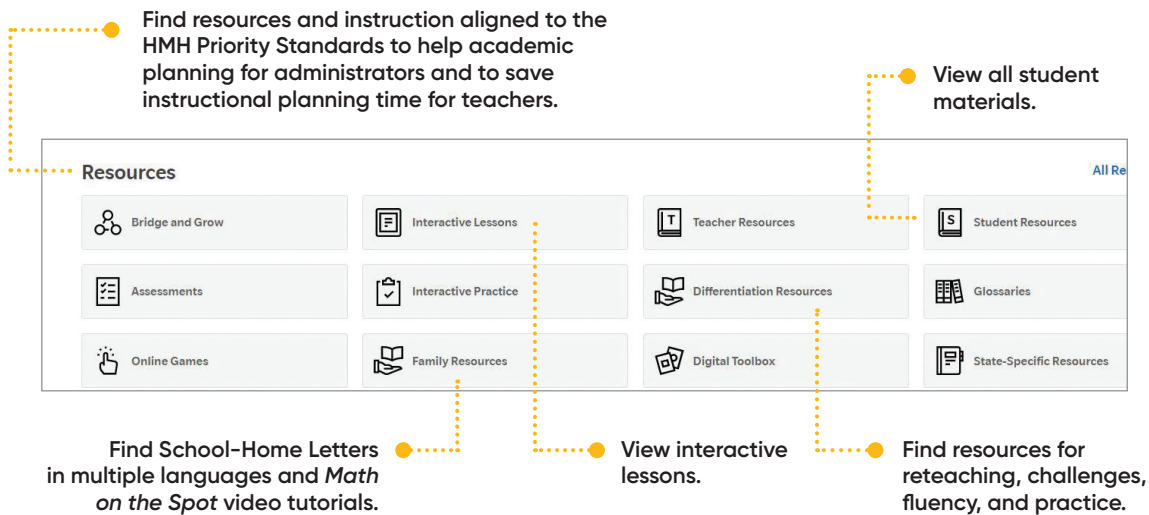 Find resources and instruction aligned to the
HMH Priority Standards to help academic
planning for administrators and to save
instructional planning time for teachers.
View all student
materials.
Resources
All Re
Bridge and Grow
Interactive Lessons
T
Teacher Resources
S
Student Resources
Assessments
Interactive Practice
Differentiation Resources
Glossaries
Online Games
Family Resources
Digital Toolbox
State-Specific Resources
Find School-Home Letters
in multiple languages and Math
on the Spot video tutorials.
View interactive
lessons.
Find resources for
reteaching, challenges,
fluency, and practice.